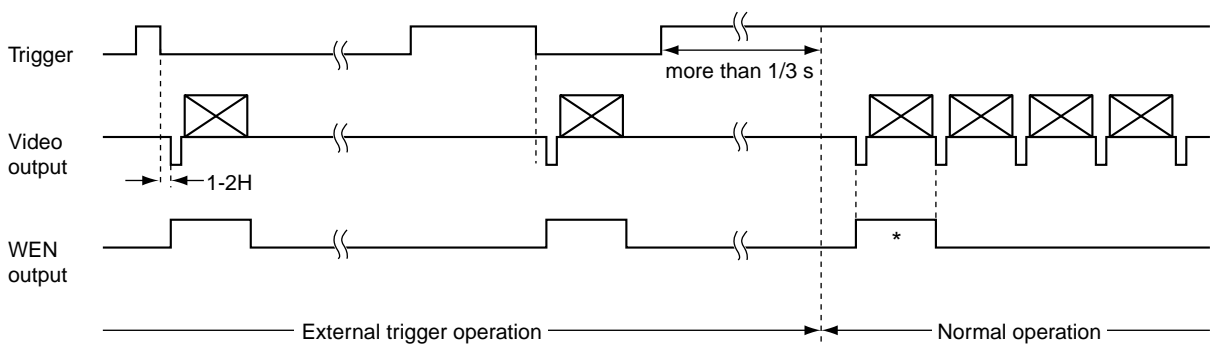 Trigger
more than 1/3 s
Video
output
1-2H
WEN
output
*
External trigger operation
Normal operation